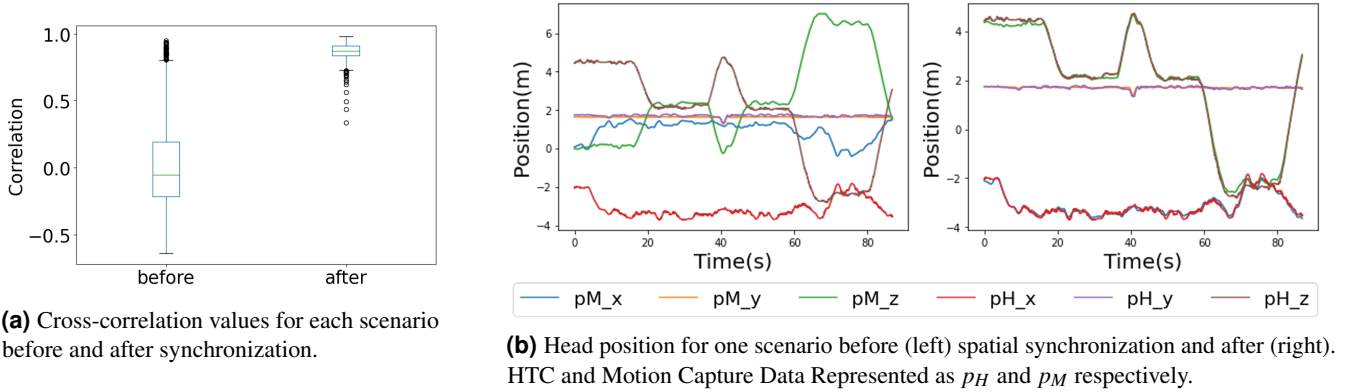 1.0
0.5
0.0
−0.5
Correlation
before
after
(a) Cross-correlation values for each scenario
before and after synchronization.
6
4
2
0
−2
−4
Position(m)
0
20
40
60
80
Time(s)
4
2
0
−2
−4
Position(m)
0
20
40
60
80
Time(s)
pM_x pM_y pM_z pH_x pH_y pH_z
(b) Head position for one scenario before (left) spatial synchronization and after (right).
HTC and Motion Capture Data Represented as pH and pM respectively.